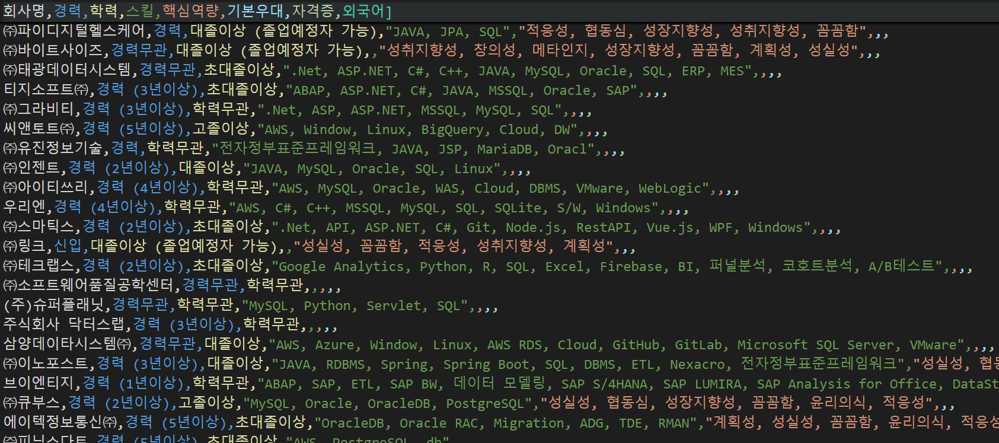 회사명,경력,학력,스킬,핵심역량,기본우대,자격증,외국어]
㈜파이디지털헬스케어,경력,대졸이상 (졸업예정자 가능),"JAVA, JPA, SQL","적응성, 협동심, 성장지향성, 성취지향성, 꼼꼼함",,,
㈜바이트사이즈,경력무관,대졸이상 (졸업예정자 가능),,"성취지향성, 창의성, 메타인지, 성장지향성, 꼼꼼함, 계획성, 성실성",,,
㈜태광데이터시스템,경력무관,초대졸이상,".Net, ASP.NET, C#, C++, JAVA, MySQL, Oracle, SQL, ERP, MES",,,,
티지소프트㈜,경력 (3년이상),초대졸이상,"ABAP, ASP.NET, C#, JAVA, MSSQL, Oracle, SAP",,,,
㈜그라비티,경력 (3년이상),학력무관,".Net, ASP, ASP.NET, MSSQL, MySQL, SQL",,,,
씨앤토트㈜,경력 (5년이상),고졸이상,"AWS, Window, Linux, BigQuery, Cloud, DW",,,,
㈜유진정보기술,경력,학력무관,"전자정부표준프레임워크, JAVA, JSP, MariaDB, Oracl",,,,
㈜인젠트,경력 (2년이상),대졸이상,"JAVA, MySQL, Oracle, SQL, Linux",,,,
㈜아이티쓰리,경력 (4년이상),학력무관,"AWS, MySQL, Oracle, WAS, Cloud, DBMS, VMware, WebLogic",,,,
우리엔,경력 (4년이상),학력무관,"AWS, C#, C++, MSSQL, MySQL, SQL, SQLite, S/W, Windows",,,,
㈜스마틱스,경력 (2년이상),초대졸이상,".Net, API, ASP.NET, C#, Git, Node.js, RestAPI, Vue.js, WPF, Windows",,,,
㈜링크,신입,대졸이상 (졸업예정자 가능),,"성실성, 꼼꼼함, 적응성, 성취지향성, 계획성",,,
㈜테크랩스,경력 (2년이상),초대졸이상,"Google Analytics, Python, R, SQL, Excel, Firebase, BI, 퍼널분석, 코호트분석, A/B테스트",,,,
㈜소프트웨어품질공학센터,경력무관,학력무관,,,,,
(주)슈퍼플래닛,경력무관,학력무관,"MySQL, Python, Servlet, SQL",,,,
주식회사 닥터스랩,경력 (3년이상),학력무관,,,,,
삼양데이타시스템㈜,경력무관,대졸이상,"AWS, Azure, Window, Linux, AWS RDS, Cloud, GitHub, GitLab, Microsoft SQL Server, VMware",,,,
㈜이노포스트,경력 (3년이상),대졸이상,"JAVA, RDBMS, Spring, Spring Boot, SQL, DBMS, ETL, Nexacro, 전자정부표준프레임워크","성실성, 협동
브이엔티지,경력 (1년이상),학력무관,"ABAP, SAP, ETL, SAP BW, 데이터 모델링, SAP S/4HANA, SAP LUMIRA, SAP Analysis for Office, DataSt
㈜큐부스,경력 (2년이상),고졸이상,"MySQL, Oracle, OracleDB, PostgreSQL","성실성, 협동심, 성장지향성, 꼼꼼함, 윤리의식, 적응성",,,
에이텍정보통신㈜,경력 (5년이상),초대졸이상,"OracleDB, Oracle RAC, Migration, ADG, TDE, RMAN","계획성, 성실성, 꼼꼼함, 윤리의식, 적응성
경력 (5년이상),초대졸이상,"AWS, PostgreSQL, db"